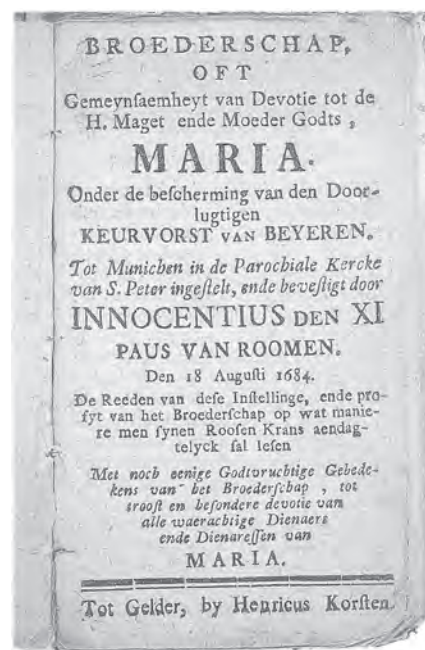 BROEDERSCHAP,
OFT
Gemeynſaemheyt van Devotie tot de
H. Maget ende Moeder Godts,
MARIA.
Onder de beſcherming van den Door-
lugtigen
KEURVORST VAN BEYEREN.
Tot Munichen in de Parochiale Kercke
van S. Peter ingeſtelt, ende beveſtigt door
INNOCENTIUS DEN XI
PAUS VAN ROOMEN.
Den 18 Auguſti 1684.
De Reeden van deſe Inſtellinge, ende pro-
fyt van het Broederſchap op wat manie-
re men ſynen Rooſen Krans aendag-
telyck ſal leſen
Met noch eenige Godtvruchtige Gebede-
kens van het Broederſchap, tot
trooſt en beſondere devotie van
alle waerachtige Dienaers
ende Dienareſſen van
MARIA.
Tot Gelder, by Henricus Korſten.